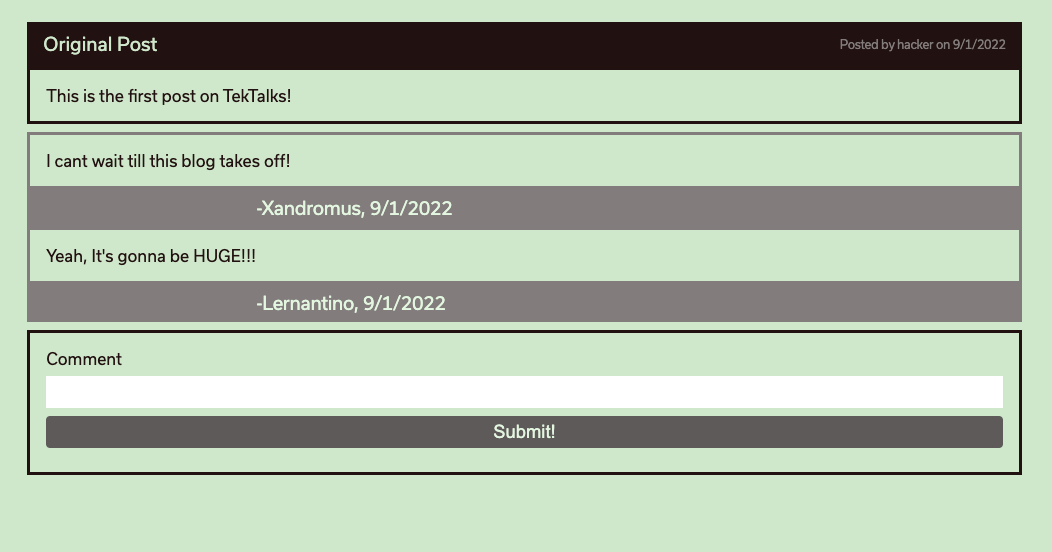 Original Post
Posted by hacker on 9/1/2022
This is the first post on TekTalks!
I cant wait till this blog takes off!
-Xandromus, 9/1/2022
Yeah, It's gonna be HUGE!!!
-Lernantino, 9/1/2022
Comment
Submit!